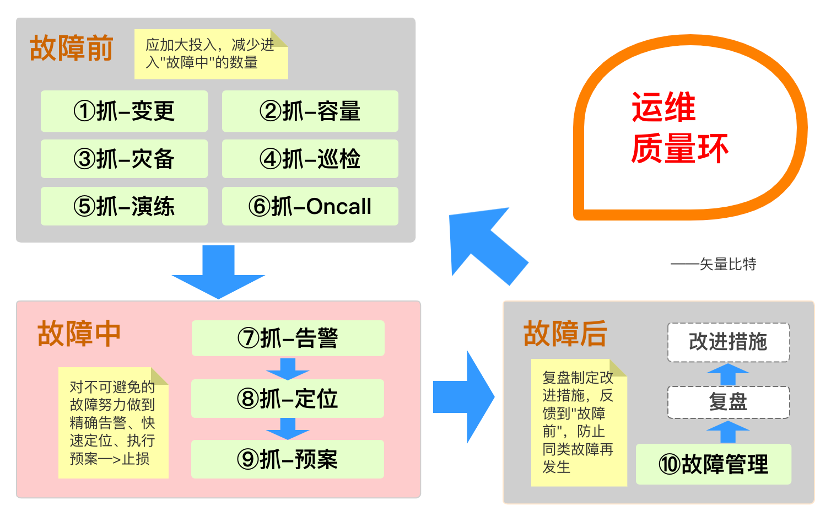 故障前
应加大投入，减少进
入"故障中"的数量
①抓-变更
②抓-容量
③抓-灾备
④抓-巡检
⑤抓-演练
⑥抓-Oncall
运维
质量环
——矢量比特
故障中
对不可避免的
故障努力做到
精确告警、快
速定位、执行
预案—>止损
⑦抓-告警
⑧抓-定位
⑨抓-预案
故障后
复盘制定改
进措施，反
馈到"故障
前"，防止
同类故障再
发生
改进措施
复盘
⑩故障管理